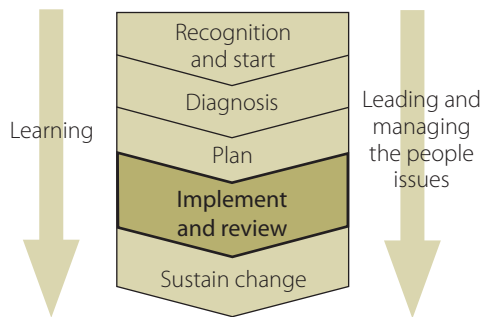 Recognition
and start
Diagnosis
Plan
Implement
and review
Sustain change
Learning
Leading and
managing
the people
issues